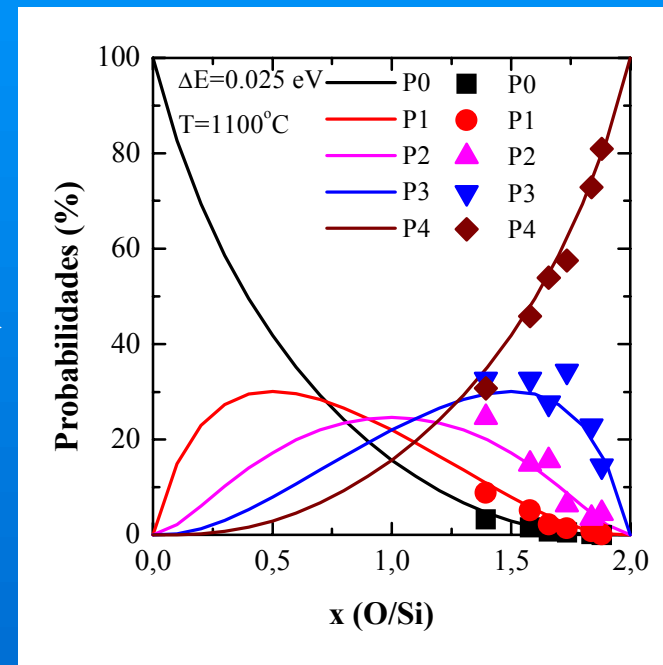 100
80
60
40
20
0
Probabilidades (%)
ΔE=0.025 eV
T=1100°C
P0 P0
P1 P1
P2 P2
P3 P3
P4 P4
0,0 0,5 1,0 1,5 2,0
x (O/Si)